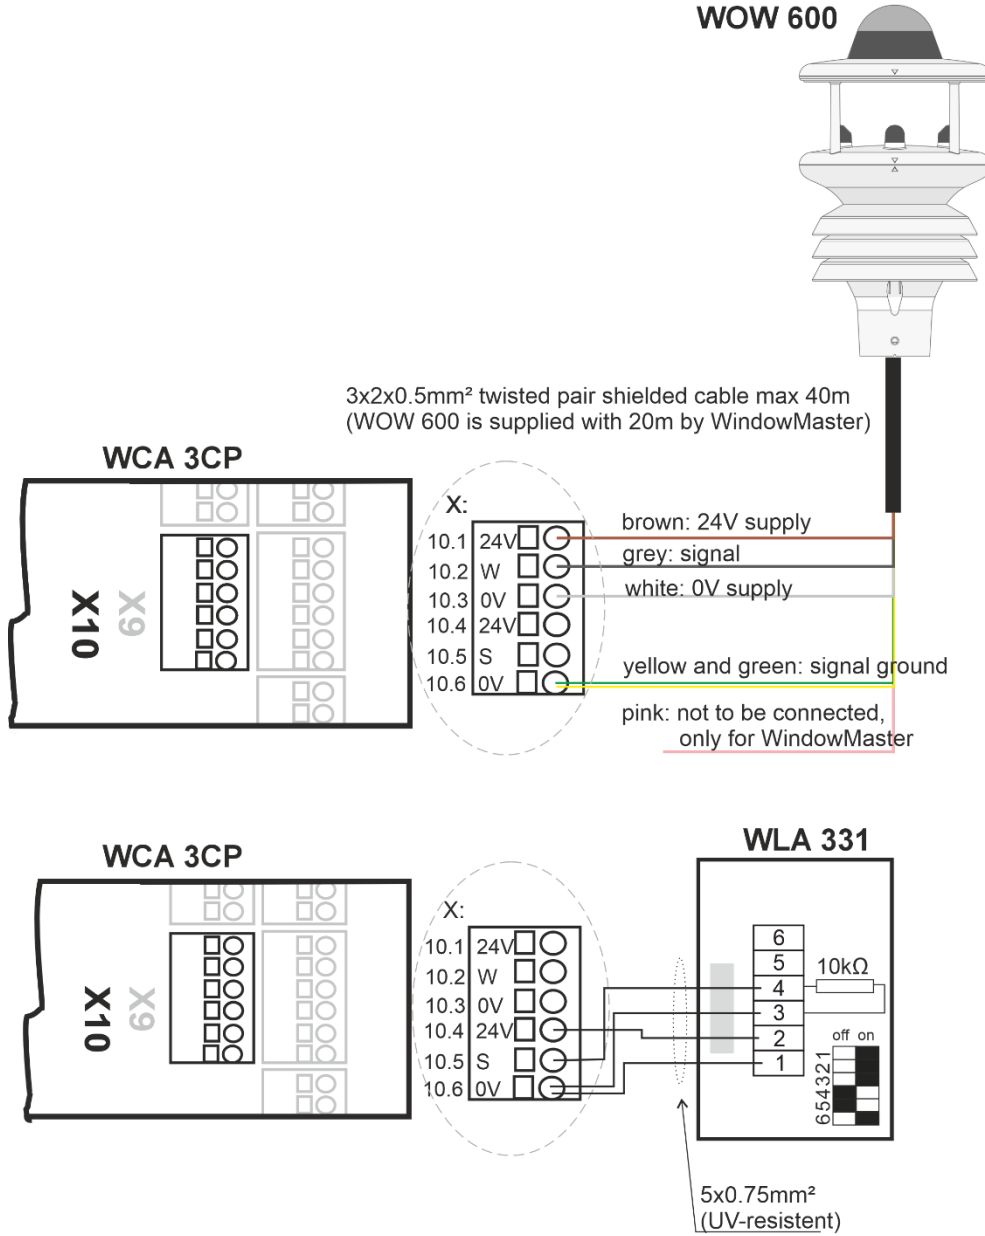 WOW 600
3x2x0.5mm² twisted pair shielded cable max 40m
(WOW 600 is supplied with 20m by WindowMaster)
WCA 3CP
X10
X9
X:
10.1 24V
10.2 W
10.3 0V
10.4 24V
10.5 S
10.6 0V
brown: 24V supply
grey: signal
white: 0V supply
yellow and green: signal ground
pink: not to be connected,
only for WindowMaster
WCA 3CP
X10
X9
X:
10.1 24V
10.2 W
10.3 0V
10.4 24V
10.5 S
10.6 0V
WLA 331
6
5
4
3
2
1
10kΩ
off on
654321
5x0.75mm²
(UV-resistent)